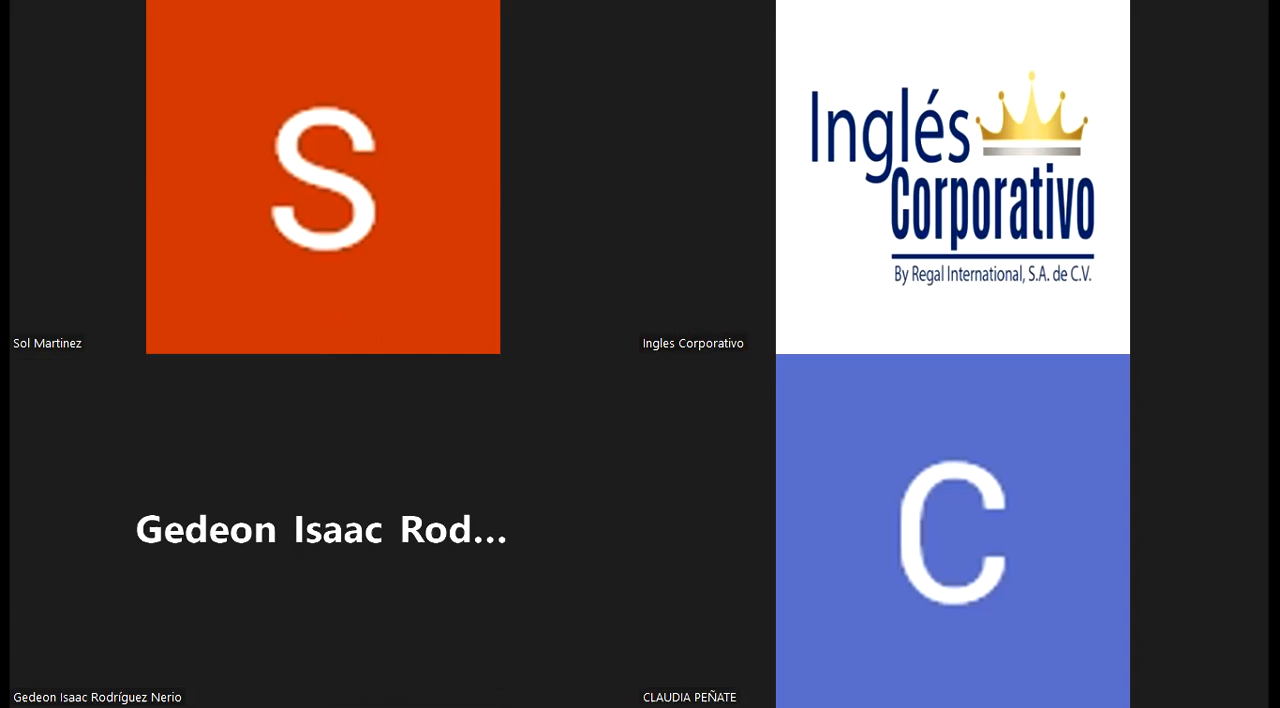 S
Inglés
Corporativo
By Regal International, S.A. de C.V.
Sol Martinez
Ingles Corporativo
Gedeon Isaac Rod...
C
Gedeon Isaac Rodríguez Nerio
CLAUDIA PEÑATE